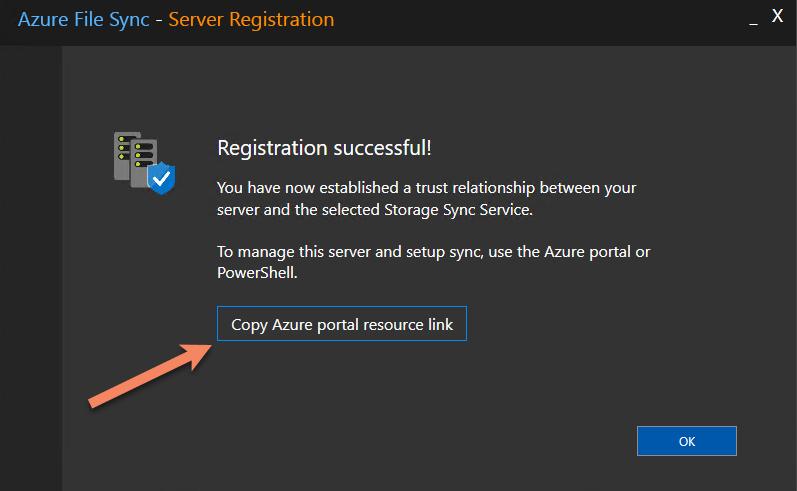 Azure File Sync - Server Registration
_ X
Registration successful!
You have now established a trust relationship between your
server and the selected Storage Sync Service.
To manage this server and setup sync, use the Azure portal or
PowerShell.
Copy Azure portal resource link
OK